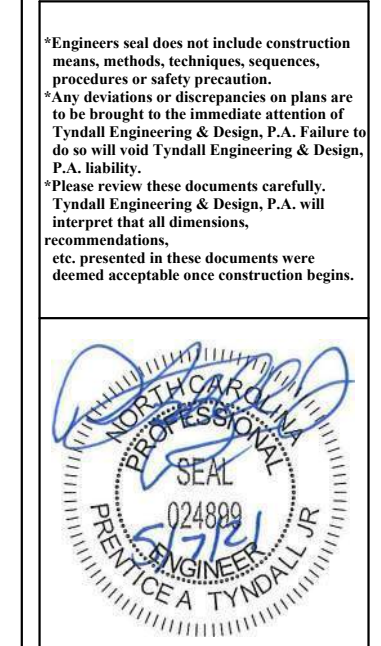 *Engineers seal does not include construction
means, methods, techniques, sequences,
procedures or safety precaution.
*Any deviations or discrepancies on plans are
to be brought to the immediate attention of
Tyndall Engineering & Design, P.A. Failure to
do so will void Tyndall Engineering & Design,
P.A. liability.
*Please review these documents carefully.
Tyndall Engineering & Design, P.A. will
interpret that all dimensions,
recommendations,
etc. presented in these documents were
deemed acceptable once construction begins.
NORTH CAROLINA
PROFESSIONAL
SEAL
024899
5/7/21
ENGINEER
PRENTICE A TYNDALL JR